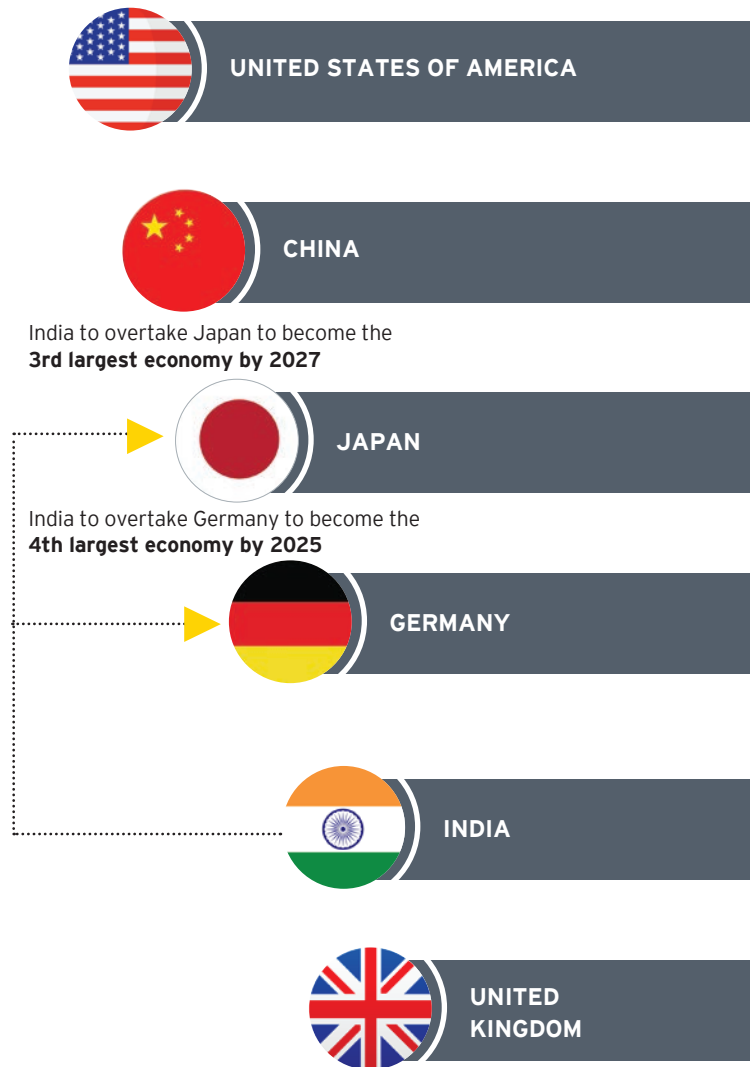 UNITED STATES OF AMERICA
CHINA
India to overtake Japan to become the
3rd largest economy by 2027
JAPAN
India to overtake Germany to become the
4th largest economy by 2025
GERMANY
INDIA
UNITED
KINGDOM